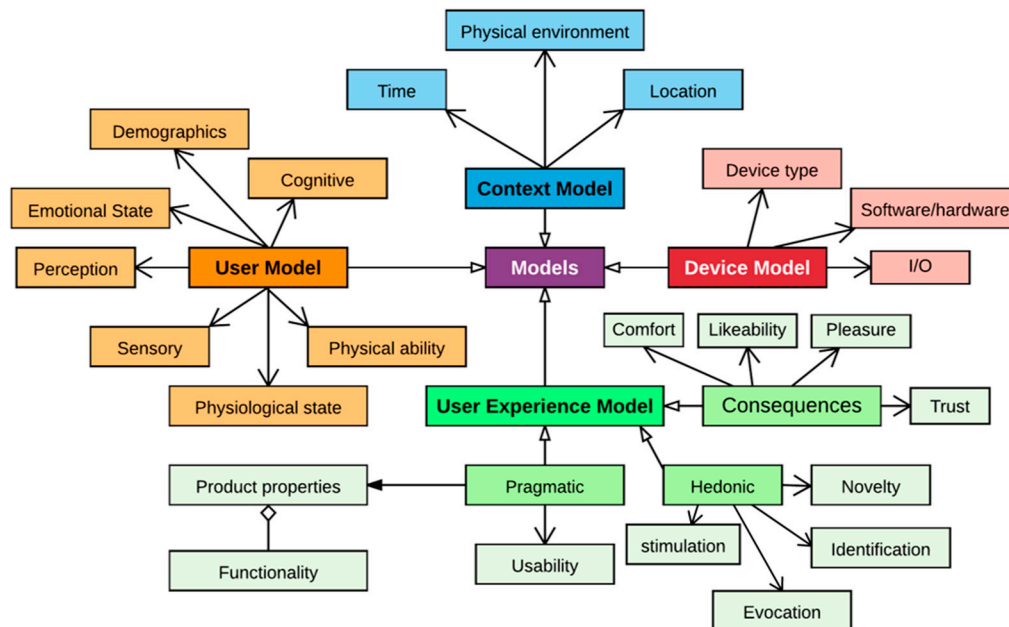 Physical environment
Time
Location
Demographics
Cognitive
Device type
Context Model
Emotional State
Software/hardware
Perception
User Model
Models
Device Model
I/O
Comfort
Likeability
Pleasure
Sensory
Physical ability
Physiological state
User Experience Model
Consequences
Trust
Product properties
Pragmatic
Hedonic
Novelty
stimulation
Identification
Functionality
Usability
Evocation